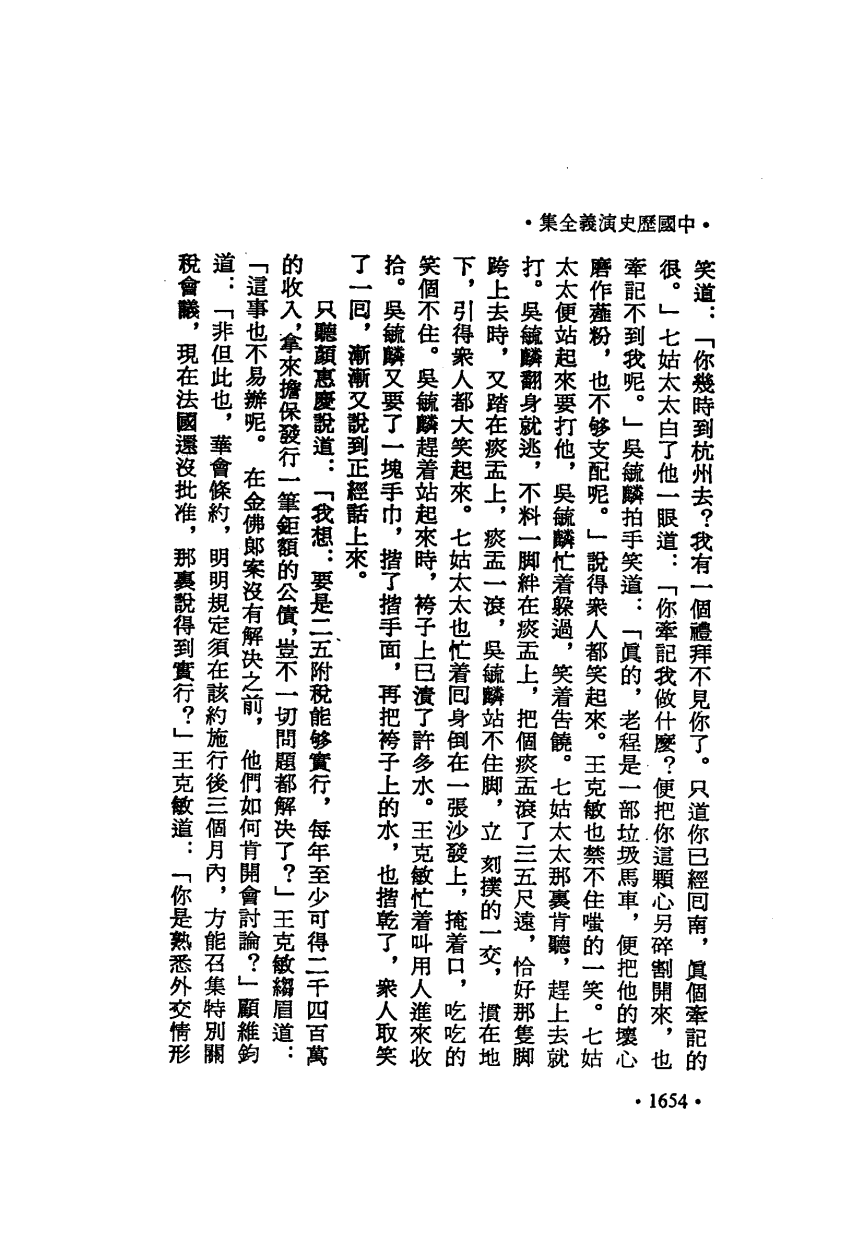 •中國歷史演義全集•
笑道：「你幾時到杭州去？我有一個禮拜不見你了。只道你已經囘南，眞個牽記的
很。」七姑太太白了他一眼道：「你牽記我做什麼？便把你這顆心另碎割開來，也
牽記不到我呢。」吳毓麟拍手笑道：「眞的，老程是一部垃圾馬車，便把他的壞心
磨作虀粉，也不够支配呢。」說得衆人都笑起來。王克敏也禁不住嗤的一笑。七姑
太太便站起來要打他，吳毓麟忙着躱過，笑着告饒。七姑太太那裏肯聽，趕上去就
打。吳毓麟翻身就逃，不料一脚絆在痰盂上，把個痰盂滾了三五尺遠，恰好那隻脚
跨上去時，又踏在痰盂上，痰盂一滾，吳毓麟站不住脚，立刻撲的一交，摜在地
下，引得衆人都大笑起來。七姑太太也忙着囘身倒在一張沙發上，掩着口，吃吃的
笑個不住。吳毓麟趕着站起來時，袴子上已漬了許多水。王克敏忙着叫用人進來收
拾。吳毓麟又要了一塊手巾，揩了揩手面，再把袴子上的水，也揩乾了，衆人取笑
了一囘，漸漸又說到正經話上來。
只聽顏惠慶說道：「我想：要是二五附稅能够實行，每年至少可得二千四百萬
的收入，拿來擔保發行一筆鉅額的公債，豈不一切問題都解決了？」王克敏縐眉道：
「這事也不易辦呢。在金佛郎案沒有解決之前，他們如何肯開會討論？」顧維鈞
道：「非但此也，華會條約，明明規定須在該約施行後三個月內，方能召集特別關
稅會議，現在法國還沒批准，那裏說得到實行？」王克敏道：「你是熟悉外交情形
•1654•